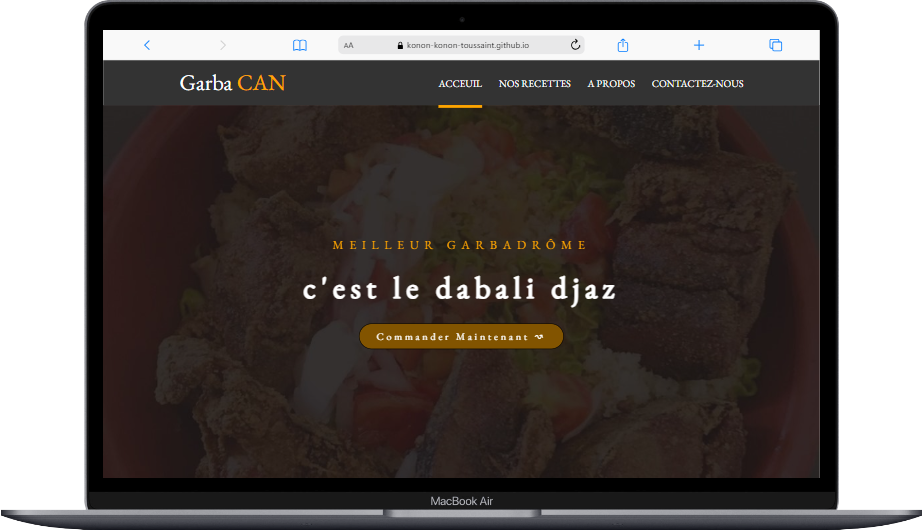 AA konon-konon-toussaint.github.io
Garba CAN ACCEUIL NOS RECETTES A PROPOS CONTACTEZ-NOUS
MEILLEUR GARBADRÔME
c'est le dabali djaz
Commander Maintenant ↝
MacBook Air